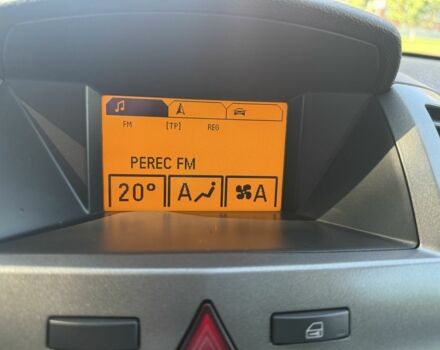 FM [TP] REG
PEREC FM
20° A A